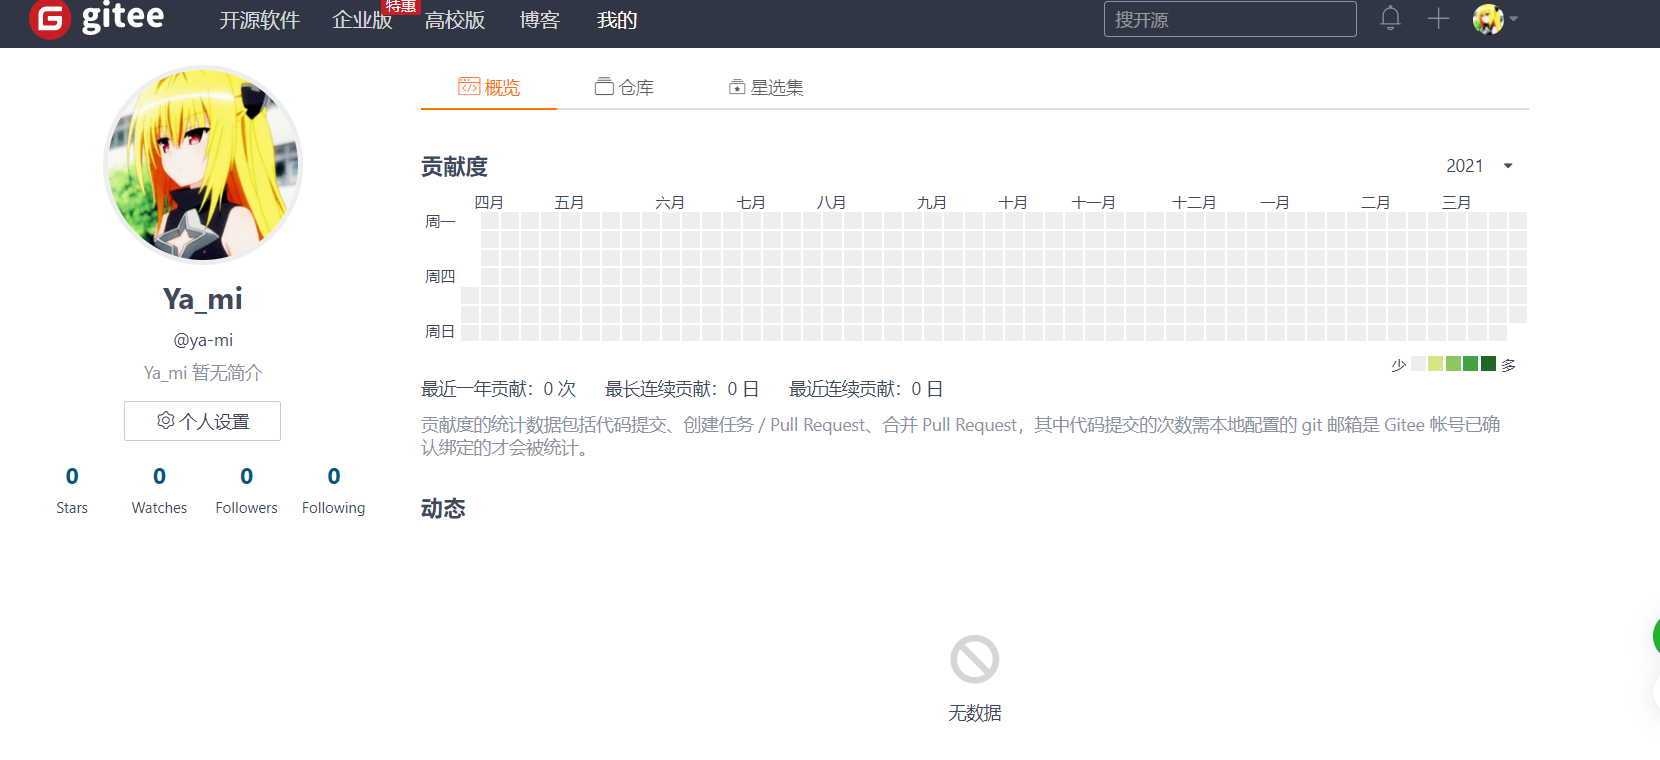 gitee
开源软件
企业版
特惠
高校版
博客
我的
搜开源
概览
仓库
星选集
Ya_mi
@ya-mi
Ya_mi 暂无简介
个人设置
0 0 0 0
Stars Watches Followers Following
贡献度
2021
四月 五月 六月 七月 八月 九月 十月 十一月 十二月 一月 二月 三月
周一
周四
周日
少 多
最近一年贡献：0 次 最长连续贡献：0 日 最近连续贡献：0 日
贡献度的统计数据包括代码提交、创建任务 / Pull Request、合并 Pull Request，其中代码提交的次数需本地配置的 git 邮箱是 Gitee 帐号已确
认绑定的才会被统计。
动态
无数据